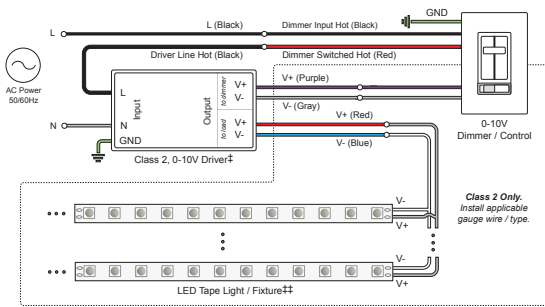 GND
L
L (Black)
Dimmer Input Hot (Black)
Driver Line Hot (Black)
Dimmer Switched Hot (Red)
AC Power
50/60Hz
L
Input
Output
to dimmer
V+
V-
V+ (Purple)
V- (Gray)
N
N
GND
to load
V+
V-
V+ (Red)
V- (Blue)
0-10V
Dimmer / Control
Class 2, 0-10V Driver‡
V-
V+
Class 2 Only.
Install applicable
gauge wire / type.
V-
V+
LED Tape Light / Fixture‡‡